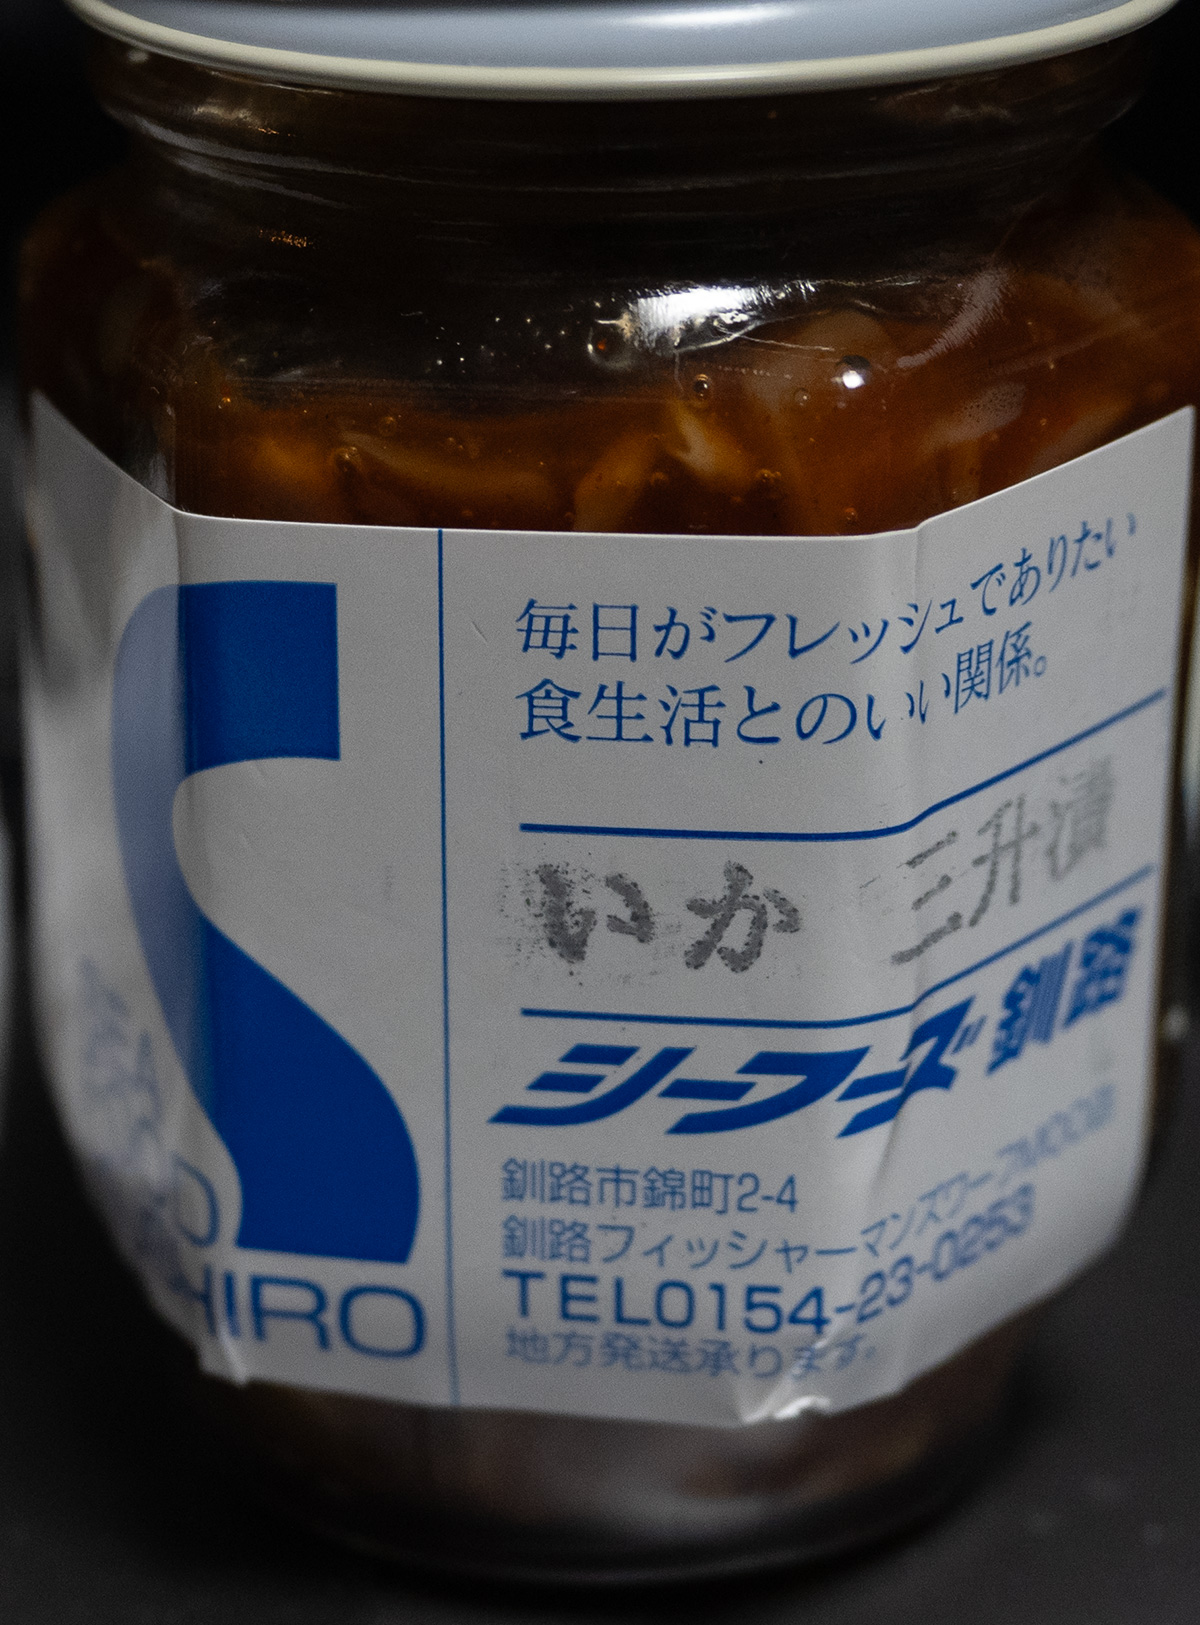 毎日がフレッシュでありたい
食生活とのいい関係。
いか 三升漬
シーフーズ釧路
釧路市錦町2-4
釧路フィッシャーマンズワーフMOO1階
TEL0154-23-0253
地方発送承ります。
HIRO